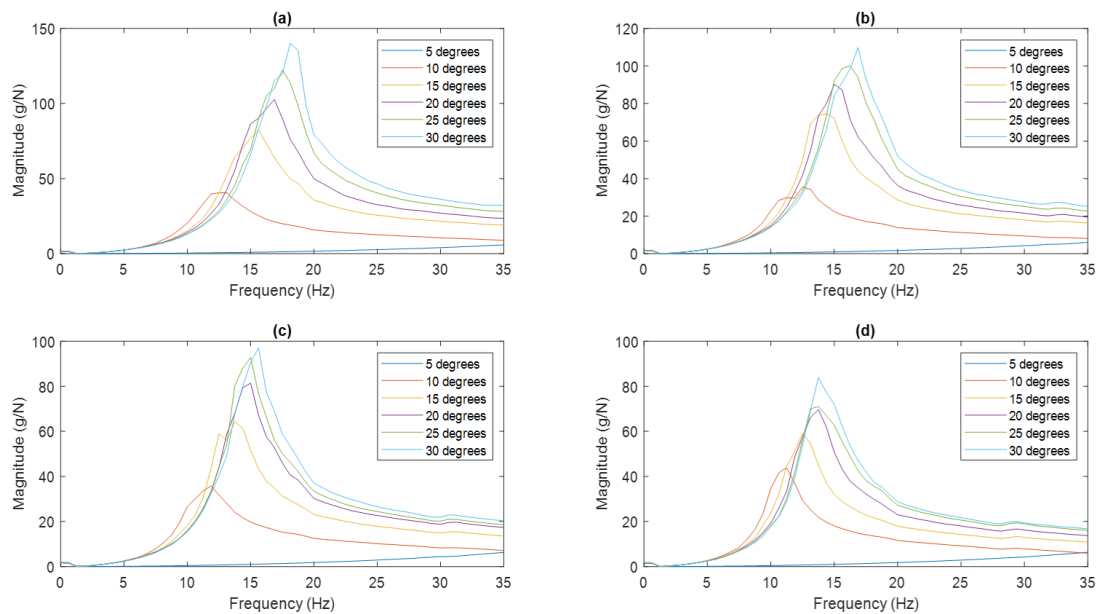 (a)
150
100
50
0
Magnitude (g/N)
5 degrees
10 degrees
15 degrees
20 degrees
25 degrees
30 degrees
0 5 10 15 20 25 30 35
Frequency (Hz)
(b)
120
100
80
60
40
20
0
Magnitude (g/N)
5 degrees
10 degrees
15 degrees
20 degrees
25 degrees
30 degrees
0 5 10 15 20 25 30 35
Frequency (Hz)
(c)
100
80
60
40
20
0
Magnitude (g/N)
5 degrees
10 degrees
15 degrees
20 degrees
25 degrees
30 degrees
0 5 10 15 20 25 30 35
Frequency (Hz)
(d)
100
80
60
40
20
0
Magnitude (g/N)
5 degrees
10 degrees
15 degrees
20 degrees
25 degrees
30 degrees
0 5 10 15 20 25 30 35
Frequency (Hz)